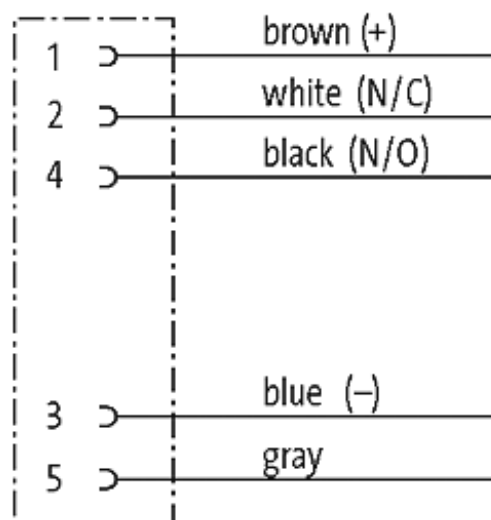 1 brown (+)
2 white (N/C)
4 black (N/O)
3 blue (–)
5 gray